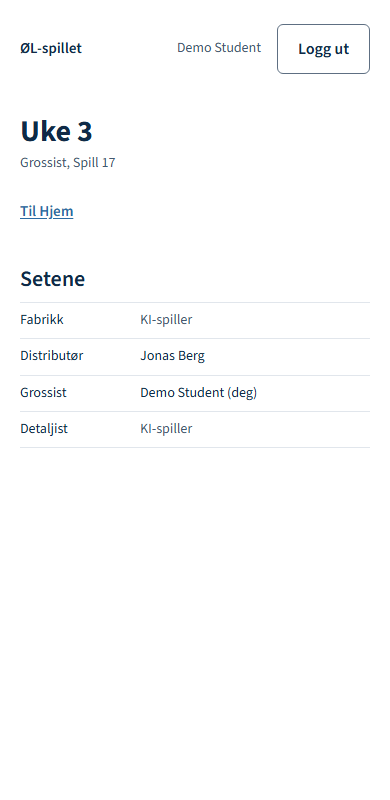 ØL-spillet Demo Student Logg ut
Uke 3
Grossist, Spill 17
Til Hjem
Setene
Fabrikk KI-spiller
Distributør Jonas Berg
Grossist Demo Student (deg)
Detaljist KI-spiller